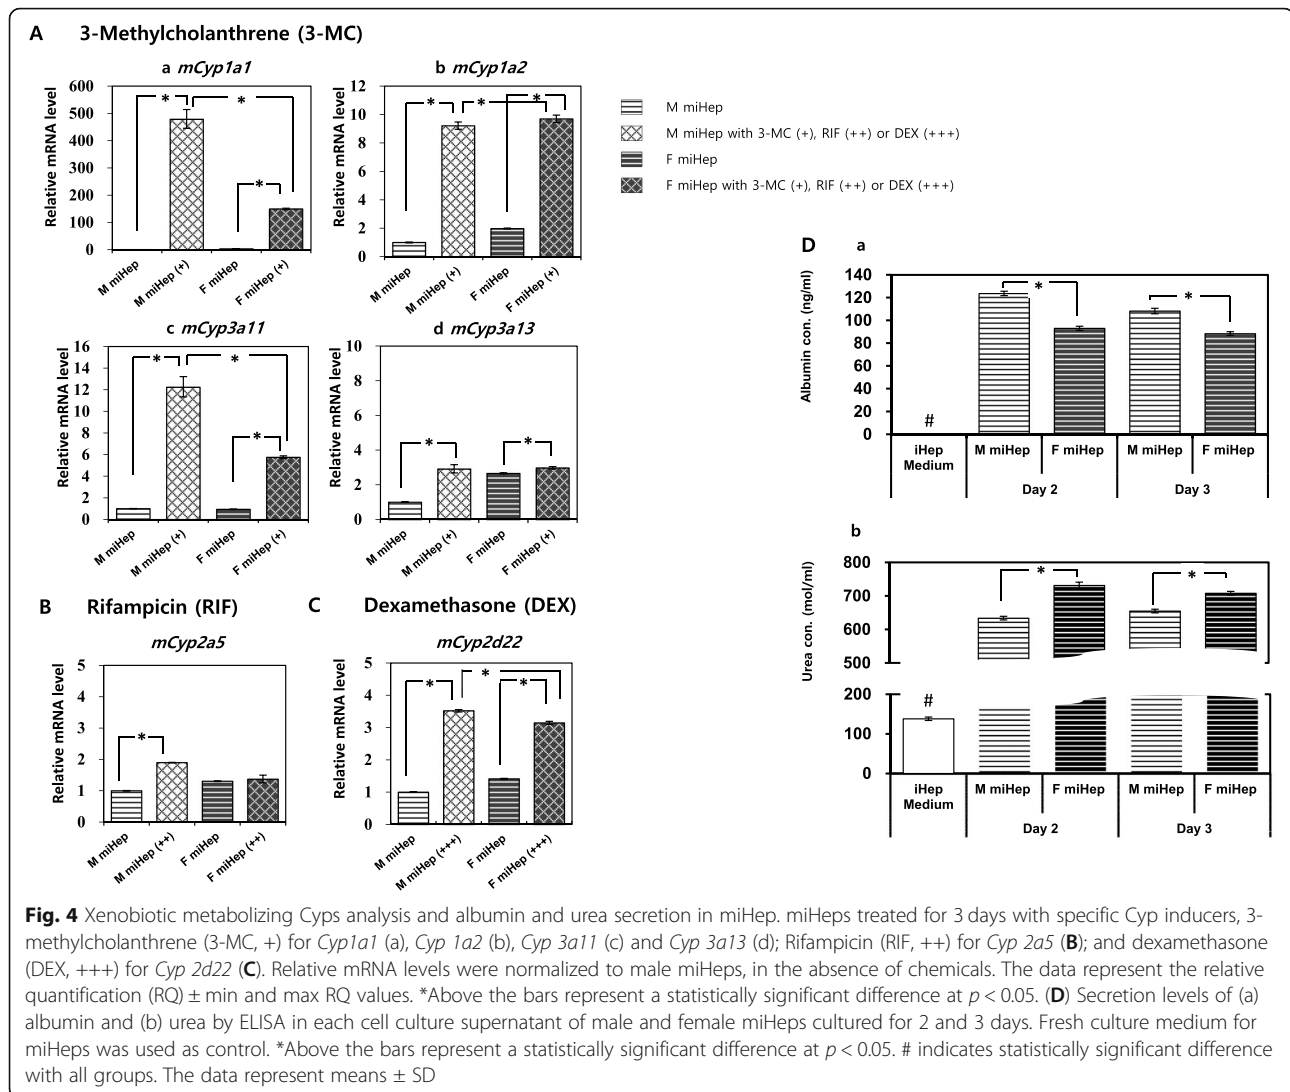 A 3-Methylcholanthrene (3-MC)
a mCyp1a1
Relative mRNA level
600
500
400
300
200
100
0
* * *
M miHep
M miHep (+)
F miHep
F miHep (+)
b mCyp1a2
Relative mRNA level
12
10
8
6
4
2
0
* * *
M miHep
M miHep (+)
F miHep
F miHep (+)
M miHep
M miHep with 3-MC (+), RIF (++) or DEX (+++)
F miHep
F miHep with 3-MC (+), RIF (++) or DEX (+++)
c mCyp3a11
Relative mRNA level
16
14
12
10
8
6
4
2
0
* * *
M miHep
M miHep (+)
F miHep
F miHep (+)
d mCyp3a13
Relative mRNA level
10
8
6
4
2
0
* *
M miHep
M miHep (+)
F miHep
F miHep (+)
B Rifampicin (RIF)
mCyp2a5
Relative mRNA level
5
4
3
2
1
0
*
M miHep
M miHep (++)
F miHep
F miHep (++)
C Dexamethasone (DEX)
mCyp2d22
Relative mRNA level
5
4
3
2
1
0
* * *
M miHep
M miHep (+++)
F miHep
F miHep (+++)
D a
Albumin con. (ng/ml)
140
120
100
80
60
40
20
0
# * *
iHep M miHep F miHep M miHep F miHep
Medium
Day 2 Day 3
b
Urea con. (mol/ml)
800
700
600
500
200
100
0
# * *
iHep M miHep F miHep M miHep F miHep
Medium
Day 2 Day 3
Fig. 4 Xenobiotic metabolizing Cyps analysis and albumin and urea secretion in miHep. miHeps treated for 3 days with specific Cyp inducers, 3-
methylcholanthrene (3-MC, +) for Cyp1a1 (a), Cyp 1a2 (b), Cyp 3a11 (c) and Cyp 3a13 (d); Rifampicin (RIF, ++) for Cyp 2a5 (B); and dexamethasone
(DEX, +++) for Cyp 2d22 (C). Relative mRNA levels were normalized to male miHeps, in the absence of chemicals. The data represent the relative
quantification (RQ) ± min and max RQ values. *Above the bars represent a statistically significant difference at p < 0.05. (D) Secretion levels of (a)
albumin and (b) urea by ELISA in each cell culture supernatant of male and female miHeps cultured for 2 and 3 days. Fresh culture medium for
miHeps was used as control. *Above the bars represent a statistically significant difference at p < 0.05. # indicates statistically significant difference
with all groups. The data represent means ± SD